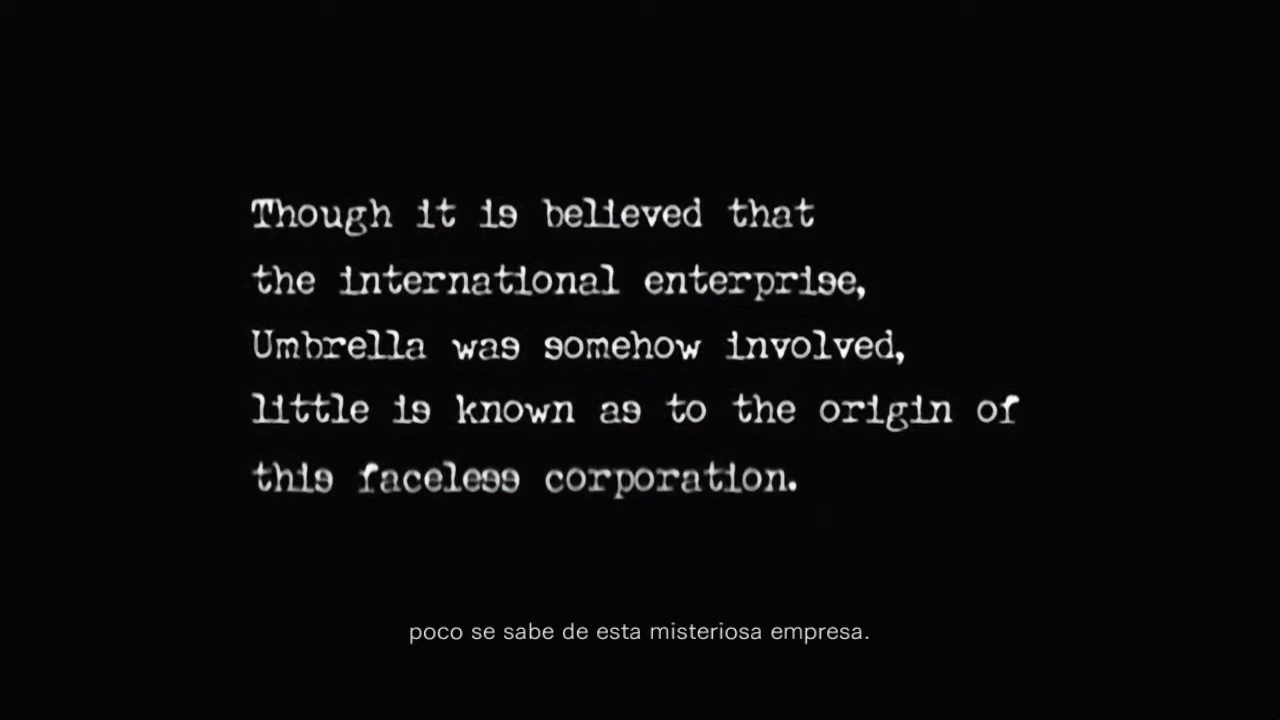 Though it is believed that
the international enterprise,
Umbrella was somehow involved,
little is known as to the origin of
this faceless corporation.
poco se sabe de esta misteriosa empresa.